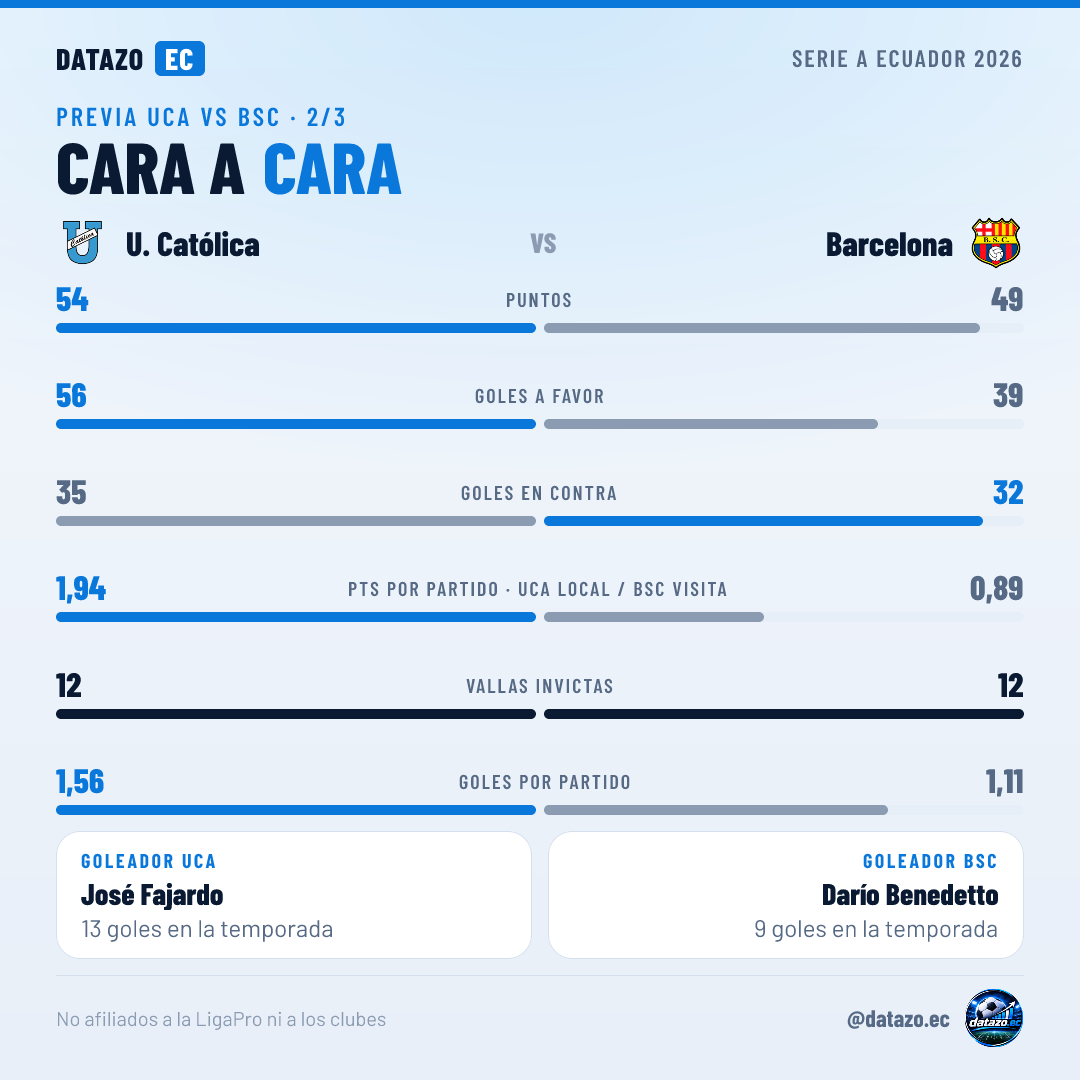 DATAZO EC
SERIE A ECUADOR 2026
PREVIA UCA VS BSC · 2/3
CARA A CARA
Católica
U. Católica
VS
Barcelona
B. S. C.
54 PUNTOS 49
56 GOLES A FAVOR 39
35 GOLES EN CONTRA 32
1,94 PTS POR PARTIDO · UCA LOCAL / BSC VISITA 0,89
12 VALLAS INVICTAS 12
1,56 GOLES POR PARTIDO 1,11
GOLEADOR UCA
José Fajardo
13 goles en la temporada
GOLEADOR BSC
Darío Benedetto
9 goles en la temporada
No afiliados a la LigaPro ni a los clubes
@datazo.ec
datazo.ec